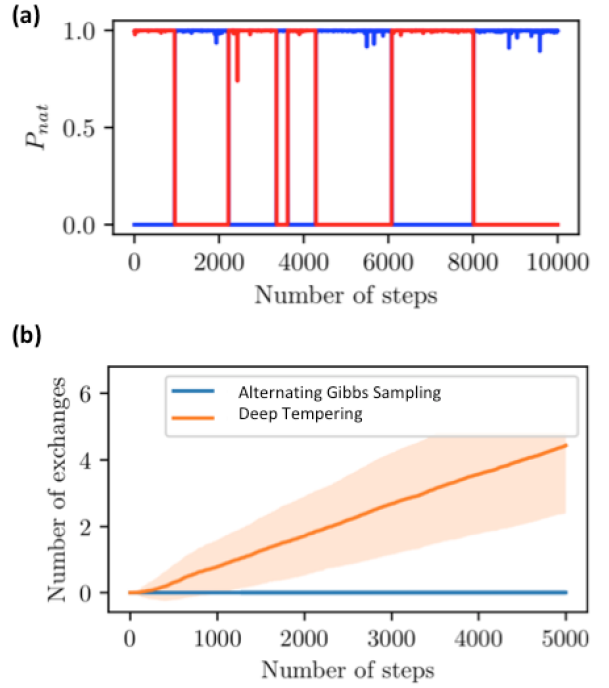 (a)
1.0
0.5
0.0
P_nat
0 2000 4000 6000 8000 10000
Number of steps
(b)
6
4
2
0
Number of exchanges
Alternating Gibbs Sampling
Deep Tempering
0 1000 2000 3000 4000 5000
Number of steps